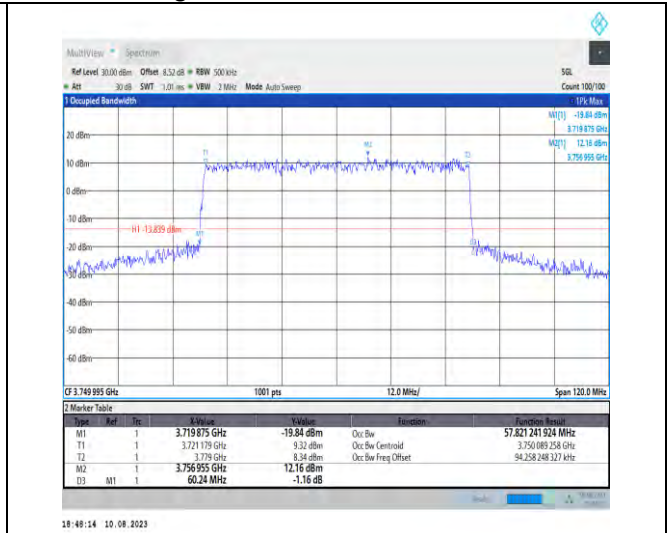 MultiView Spectrum
Ref Level 30.00 dBm Offset 8.52 dB RBW 500 kHz SGL
Att 30 dB SWT 1.01 ms VBW 2 MHz Mode Auto Sweep Count 100/100
1 Occupied Bandwidth 1Pk Max
M1[1] -19.84 dBm
3.719 875 GHz
M2[1] 12.16 dBm
3.756 955 GHz
20 dBm
M2
T1
10 dBm
0 dBm
-10 dBm
H1 -13.839 dBm
M1
-20 dBm
-30 dBm
-40 dBm
-50 dBm
-60 dBm
CF 3.749 995 GHz 1001 pts 12.0 MHz/ Span 120.0 MHz
2 Marker Table
Type Ref Trc X-Value Y-Value Function Function Result
M1 1 3.719 875 GHz -19.84 dBm Occ Bw 57.821 241 924 MHz
T1 1 3.721 179 GHz 9.32 dBm Occ Bw Centroid 3.750 089 258 GHz
T2 1 3.779 GHz 8.34 dBm Occ Bw Freq Offset 94.258 248 327 kHz
M2 1 3.756 955 GHz 12.16 dBm
D3 M1 1 60.24 MHz -1.16 dB
18:48:14 10.08.2023